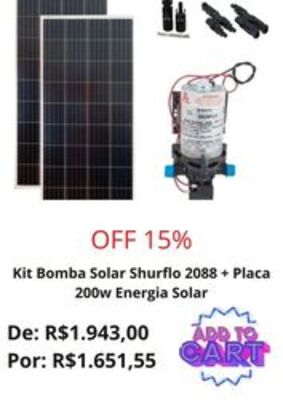 OFF 15%
Kit Bomba Solar Shurflo 2088 + Placa
200w Energia Solar
De: R$1.943,00
Por: R$1.651,55
ADD TO
CART